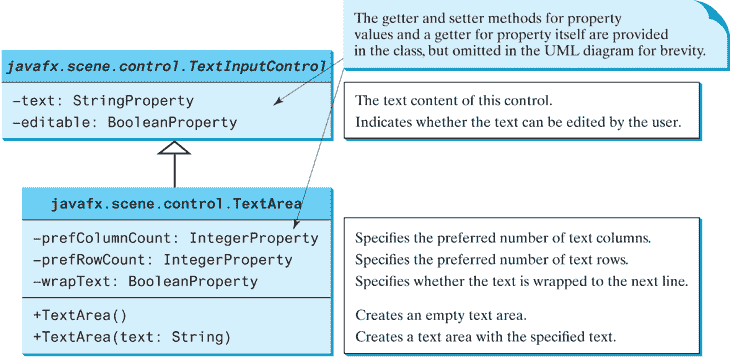 The getter and setter methods for property
values and a getter for property itself are provided
in the class, but omitted in the UML diagram for brevity.
javafx.scene.control.TextInputControl
-text: StringProperty
-editable: BooleanProperty
The text content of this control.
Indicates whether the text can be edited by the user.
javafx.scene.control.TextArea
-prefColumnCount: IntegerProperty
-prefRowCount: IntegerProperty
-wrapText: BooleanProperty
+TextArea()
+TextArea(text: String)
Specifies the preferred number of text columns.
Specifies the preferred number of text rows.
Specifies whether the text is wrapped to the next line.
Creates an empty text area.
Creates a text area with the specified text.